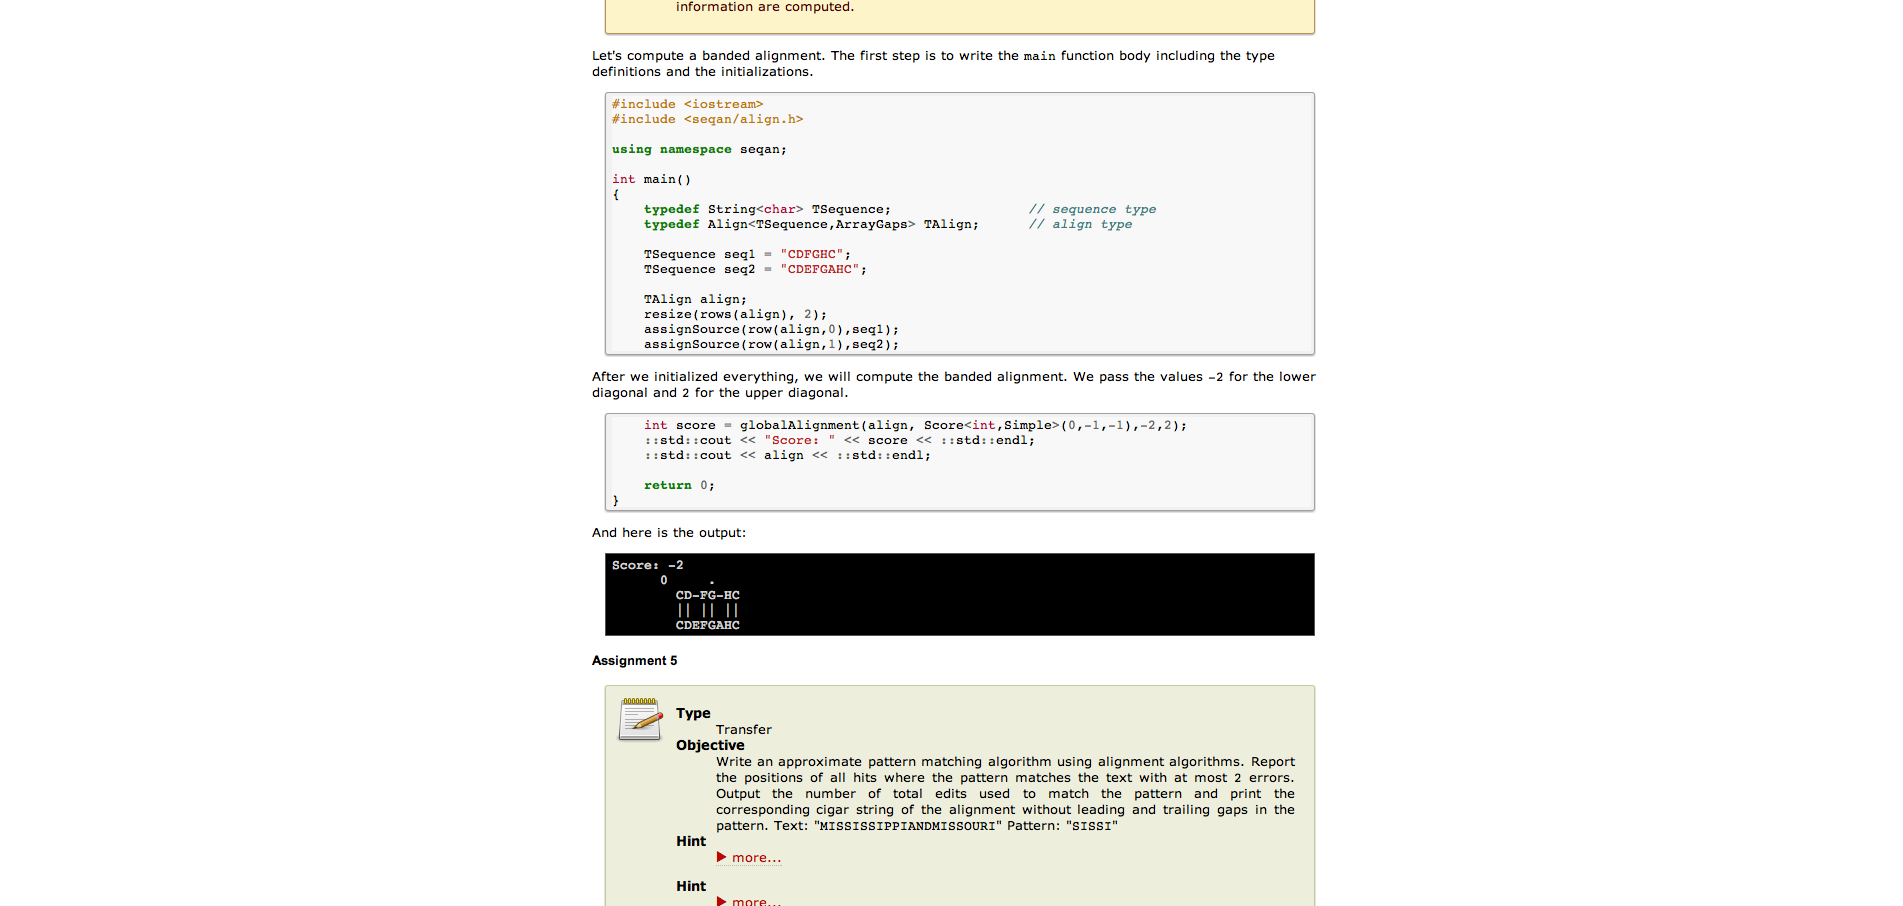 information are computed.
Let's compute a banded alignment. The first step is to write the main function body including the type
definitions and the initializations.
#include <iostream>
#include <seqan/align.h>
using namespace seqan;
int main()
{
    typedef String<char> TSequence;                 // sequence type
    typedef Align<TSequence,ArrayGaps> TAlign;      // align type
    TSequence seq1 = "CDFGHC";
    TSequence seq2 = "CDEFGAHC";
    TAlign align;
    resize(rows(align), 2);
    assignSource(row(align,0),seq1);
    assignSource(row(align,1),seq2);
After we initialized everything, we will compute the banded alignment. We pass the values -2 for the lower
diagonal and 2 for the upper diagonal.
    int score = globalAlignment(align, Score<int,Simple>(0,-1,-1),-2,2);
    ::std::cout << "Score: " << score << ::std::endl;
    ::std::cout << align << ::std::endl;
    return 0;
}
And here is the output:
Score: -2
      0     .
        CD-FG-HC
        || || ||
        CDEFGAHC
Assignment 5
Type
Transfer
Objective
Write an approximate pattern matching algorithm using alignment algorithms. Report
the positions of all hits where the pattern matches the text with at most 2 errors.
Output the number of total edits used to match the pattern and print the
corresponding cigar string of the alignment without leading and trailing gaps in the
pattern. Text: "MISSISSIPPIANDMISSOURI" Pattern: "SISSI"
Hint
more...
Hint
more...